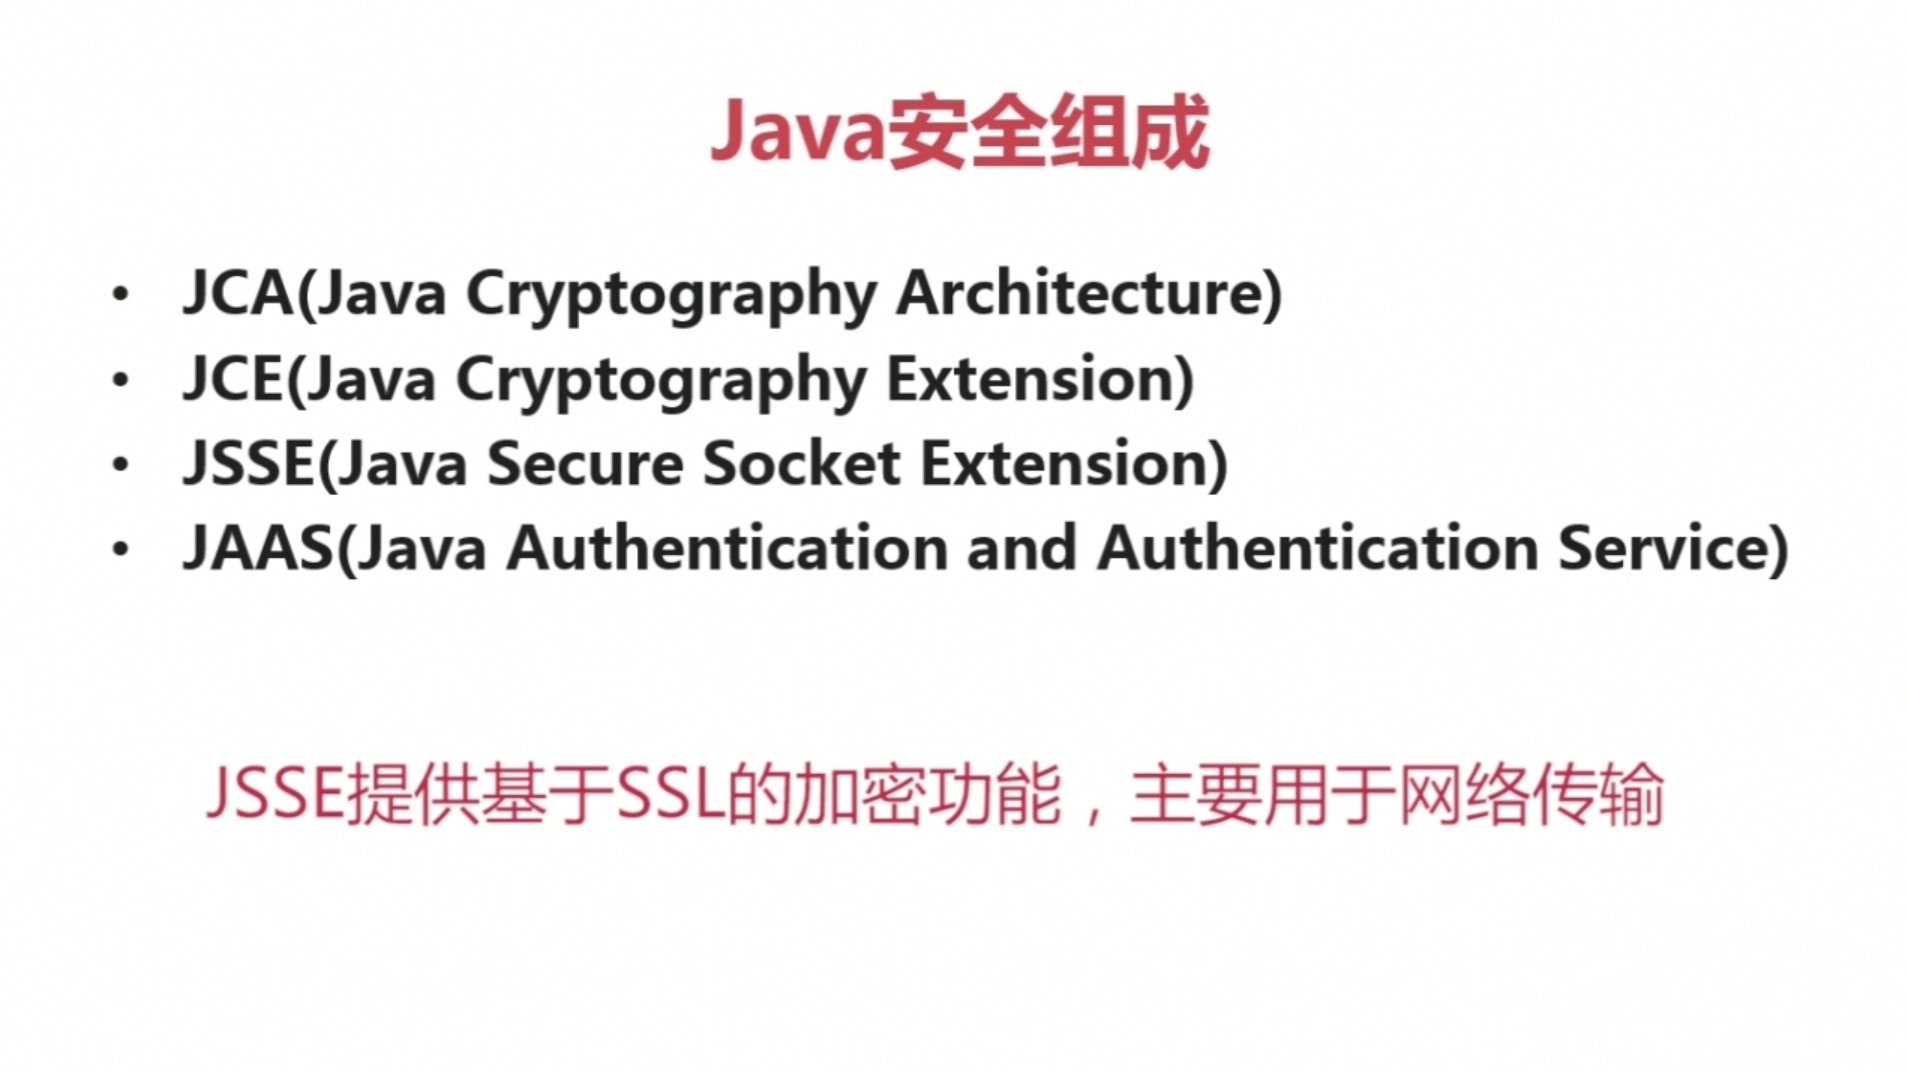 Java安全组成
• JCA(Java Cryptography Architecture)
• JCE(Java Cryptography Extension)
• JSSE(Java Secure Socket Extension)
• JAAS(Java Authentication and Authentication Service)
JSSE提供基于SSL的加密功能，主要用于网络传输